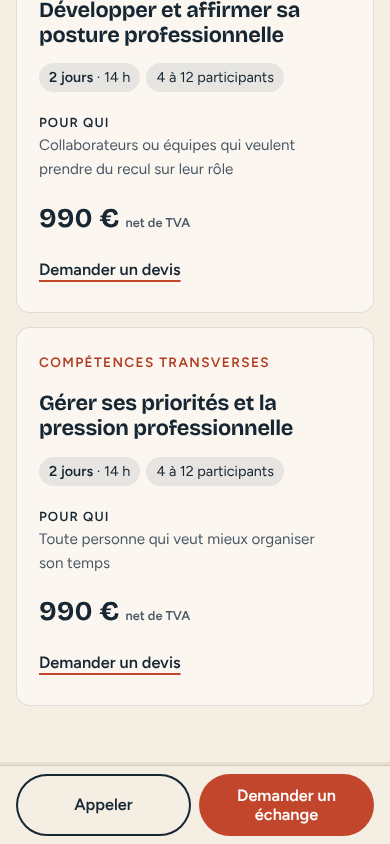 Développer et affirmer sa
posture professionnelle
2 jours · 14 h
4 à 12 participants
POUR QUI
Collaborateurs ou équipes qui veulent
prendre du recul sur leur rôle
990 € net de TVA
Demander un devis
COMPÉTENCES TRANSVERSES
Gérer ses priorités et la
pression professionnelle
2 jours · 14 h
4 à 12 participants
POUR QUI
Toute personne qui veut mieux organiser
son temps
990 € net de TVA
Demander un devis
Appeler
Demander un
échange